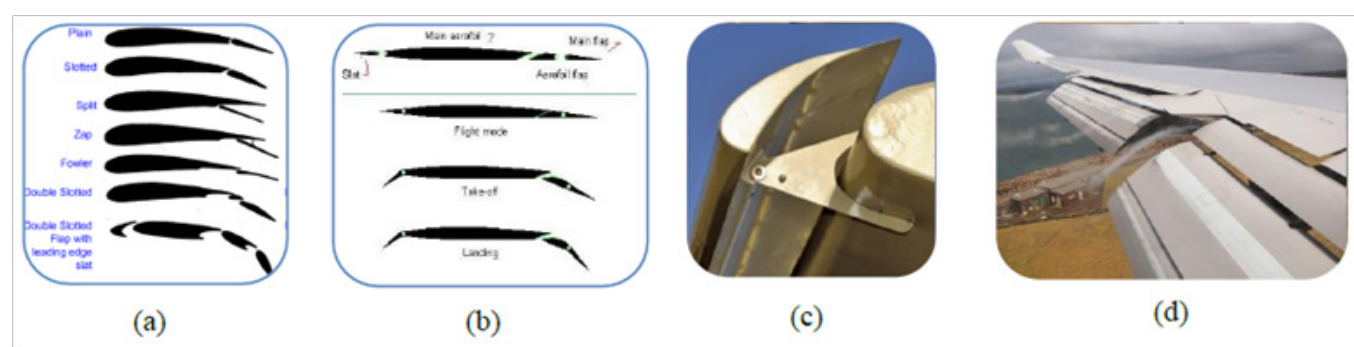 Plain
Slotted
Split
Zap
Fowler
Double Slotted
Double Slotted
Flap with
leading edge
slat
Main aerofoil ?
Main flap
Slat
Aerofoil flap
Flight mode
Take-off
Landing
(a)
(b)
(c)
(d)